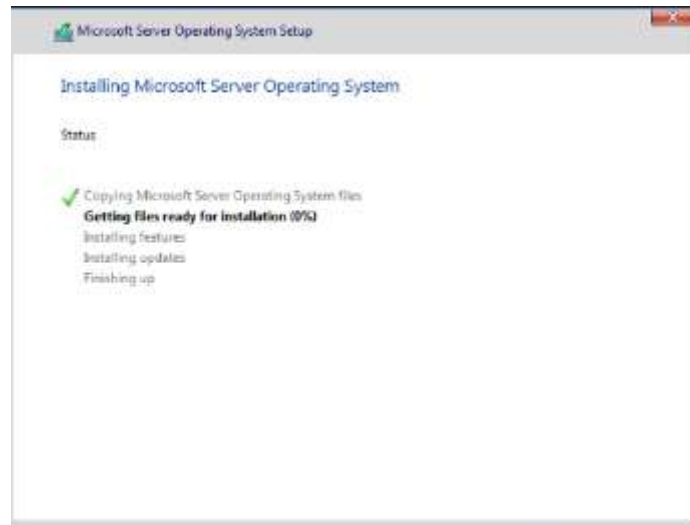 Microsoft Server Operating System Setup
Installing Microsoft Server Operating System
Status
Copying Microsoft Server Operating System files
Getting files ready for installation (0%)
Installing features
Installing updates
Finishing up